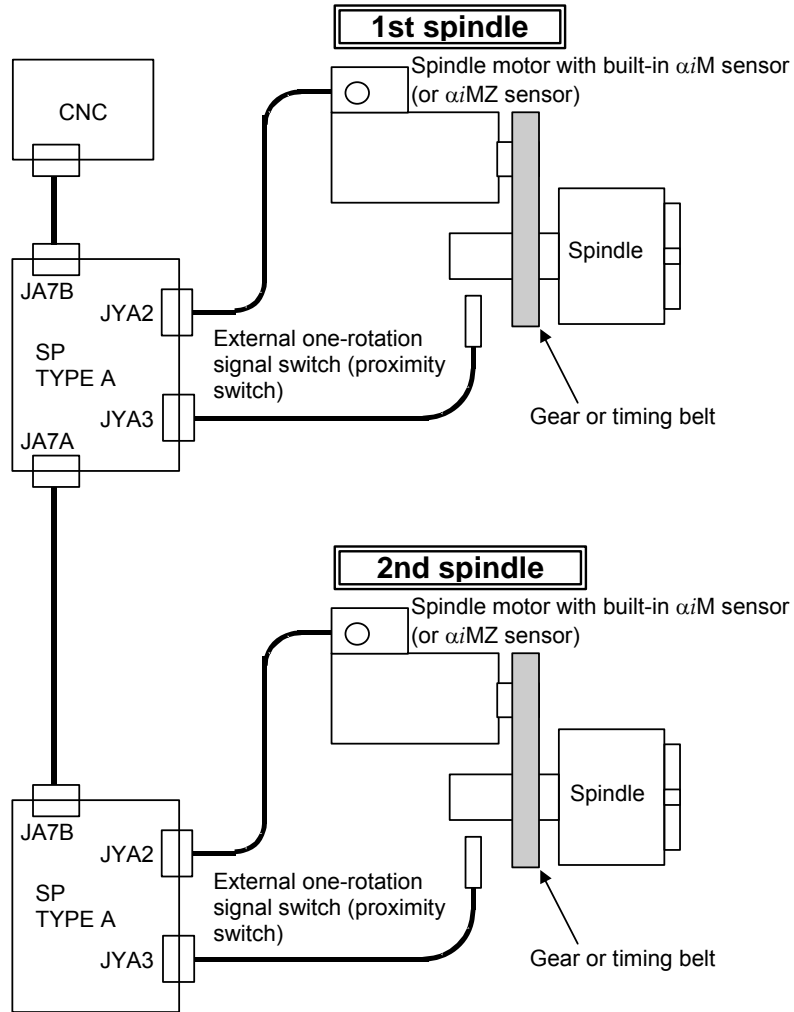 1st spindle
Spindle motor with built-in αiM sensor
(or αiMZ sensor)
CNC
Spindle
JA7B
JYA2
SP
TYPE A
External one-rotation
signal switch (proximity
switch)
JYA3
Gear or timing belt
JA7A
2nd spindle
Spindle motor with built-in αiM sensor
(or αiMZ sensor)
Spindle
JA7B
JYA2
SP
TYPE A
External one-rotation
signal switch (proximity
switch)
JYA3
Gear or timing belt